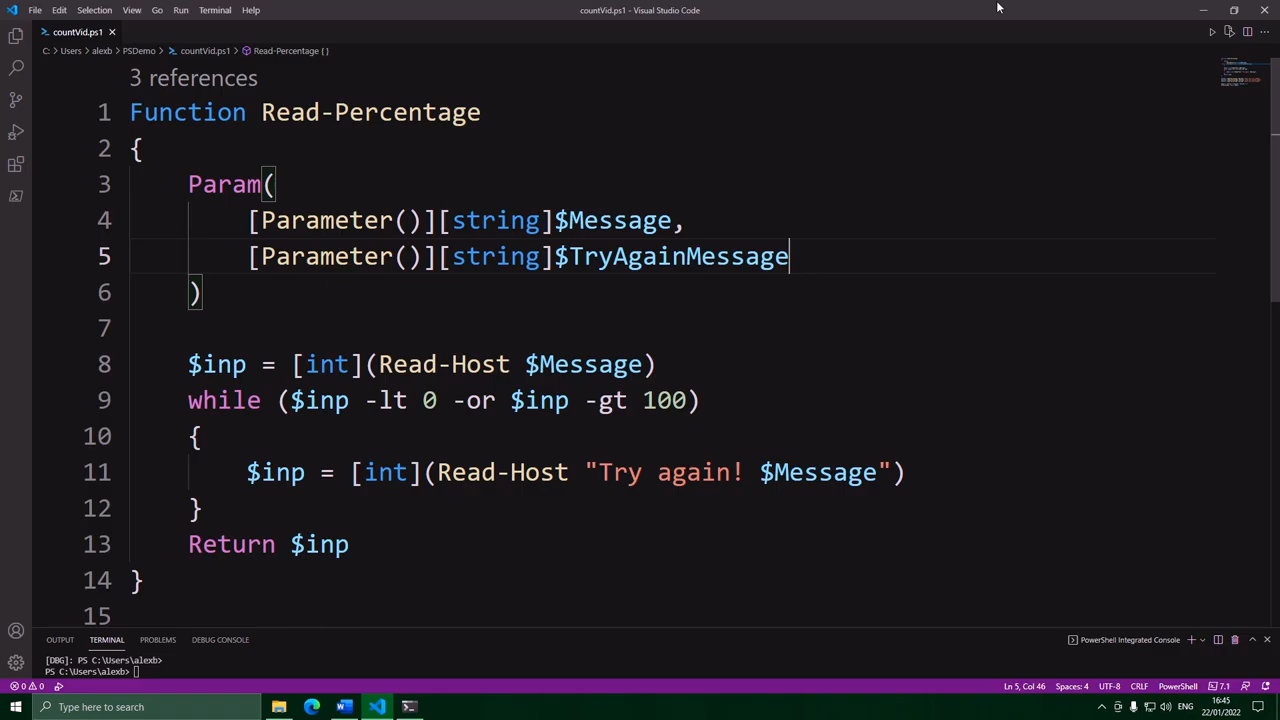 File Edit Selection View Go Run Terminal Help
countVid.ps1 - Visual Studio Code
countVid.ps1
C: > Users > alexb > PSDemo > countVid.ps1 > Read-Percentage { }
3 references
1 Function Read-Percentage
2 {
3 Param(
4 [Parameter()][string]$Message,
5 [Parameter()][string]$TryAgainMessage
6 )
7
8 $inp = [int](Read-Host $Message)
9 while ($inp -lt 0 -or $inp -gt 100)
10 {
11 $inp = [int](Read-Host "Try again! $Message")
12 }
13 Return $inp
14 }
15
OUTPUT TERMINAL PROBLEMS DEBUG CONSOLE
PowerShell Integrated Console
[DBG]: PS C:\Users\alexb>
PS C:\Users\alexb>
0 0 Ln 5, Col 46 Spaces: 4 UTF-8 CRLF PowerShell 7.1
Type here to search
ENG
16:45
22/01/2022